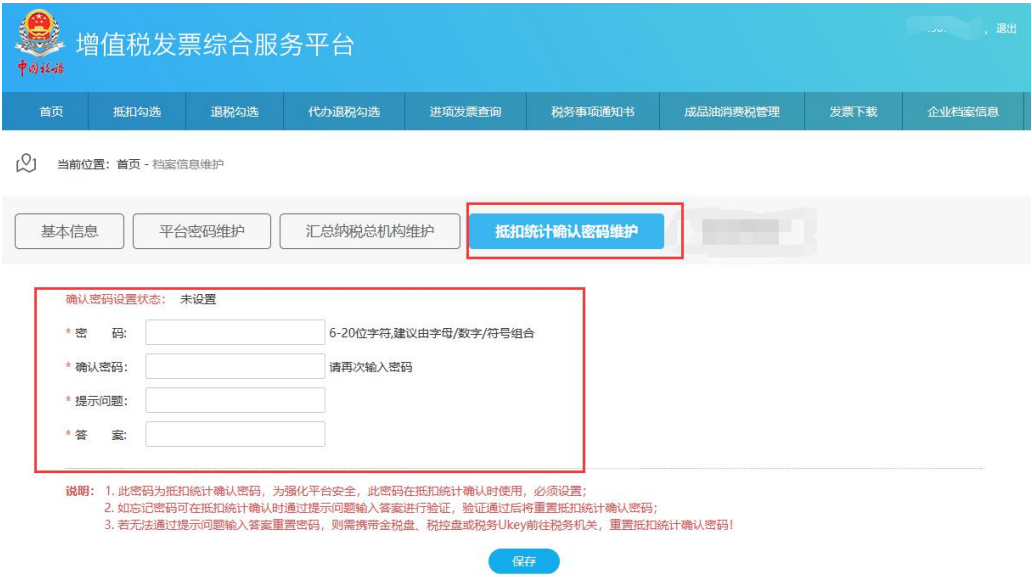 增值税发票综合服务平台
，退出
中国税务
首页 抵扣勾选 退税勾选 代办退税勾选 进项发票查询 税务事项通知书 成品油消费税管理 发票下载 企业档案信息
当前位置：首页 - 档案信息维护
基本信息 平台密码维护 汇总纳税总机构维护 抵扣统计确认密码维护
确认密码设置状态： 未设置
* 密 码: 6-20位字符,建议由字母/数字/符号组合
* 确认密码: 请再次输入密码
* 提示问题:
* 答 案:
说明： 1. 此密码为抵扣统计确认密码，为强化平台安全，此密码在抵扣统计确认时使用，必须设置；
2. 如忘记密码可在抵扣统计确认时通过提示问题输入答案进行验证，验证通过后将重置抵扣统计确认密码；
3. 若无法通过提示问题输入答案重置密码，则需携带金税盘、税控盘或税务Ukey前往税务机关，重置抵扣统计确认密码！
保存